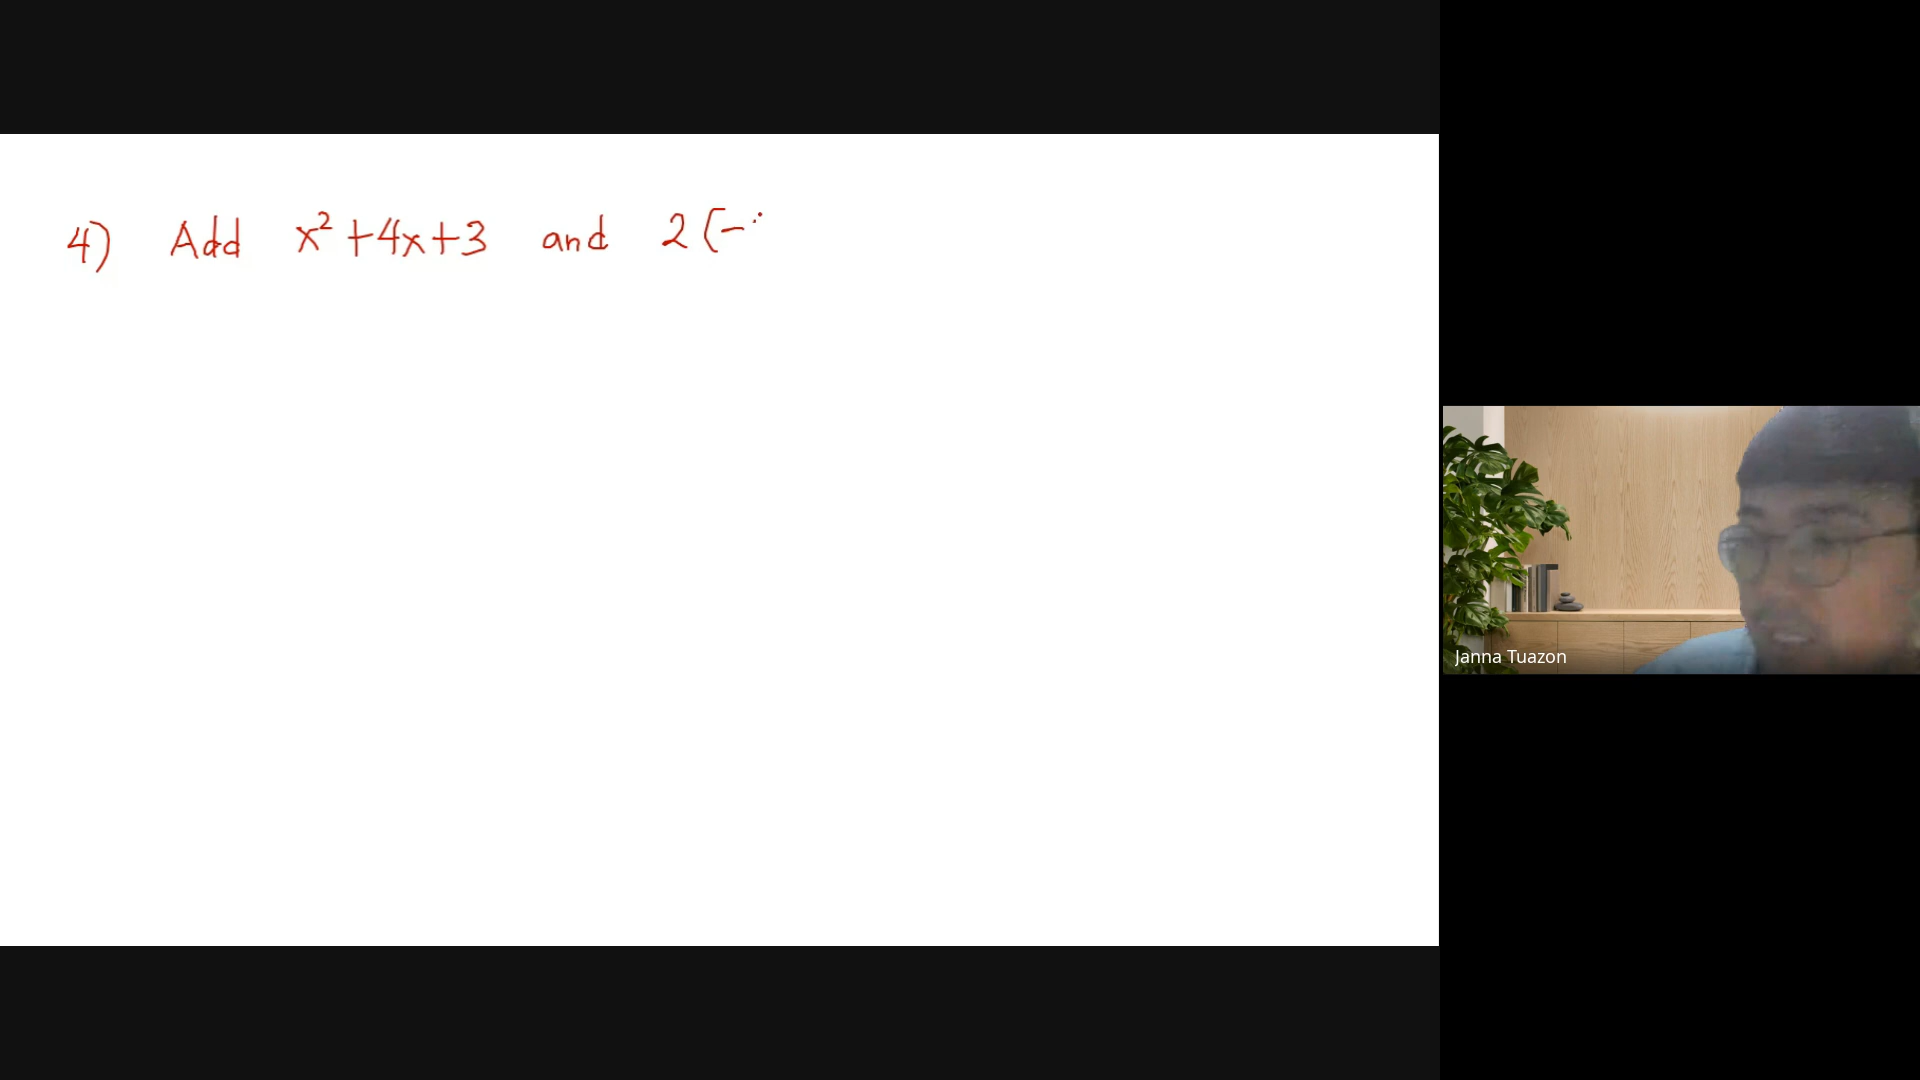 4) Add x² +4x+3 and 2 (-
Janna Tuazon